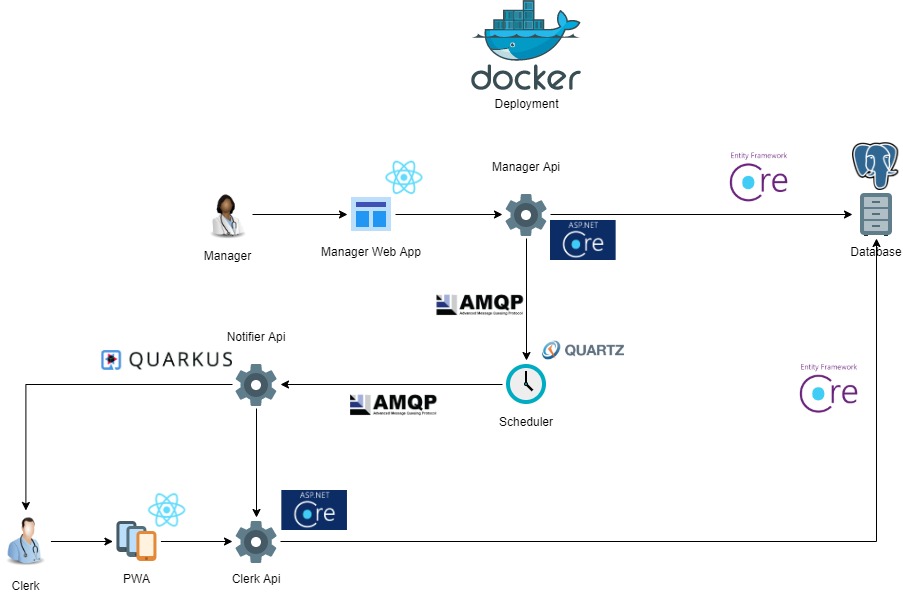 docker
Deployment
Manager Api
Entity Framework
Core
ASP.NET
Core
Manager
Manager Web App
Database
AMQP
Advanced Message Queuing Protocol
Notifier Api
QUARKUS
QUARTZ
Entity Framework
Core
AMQP
Advanced Message Queuing Protocol
Scheduler
ASP.NET
Core
Clerk
PWA
Clerk Api